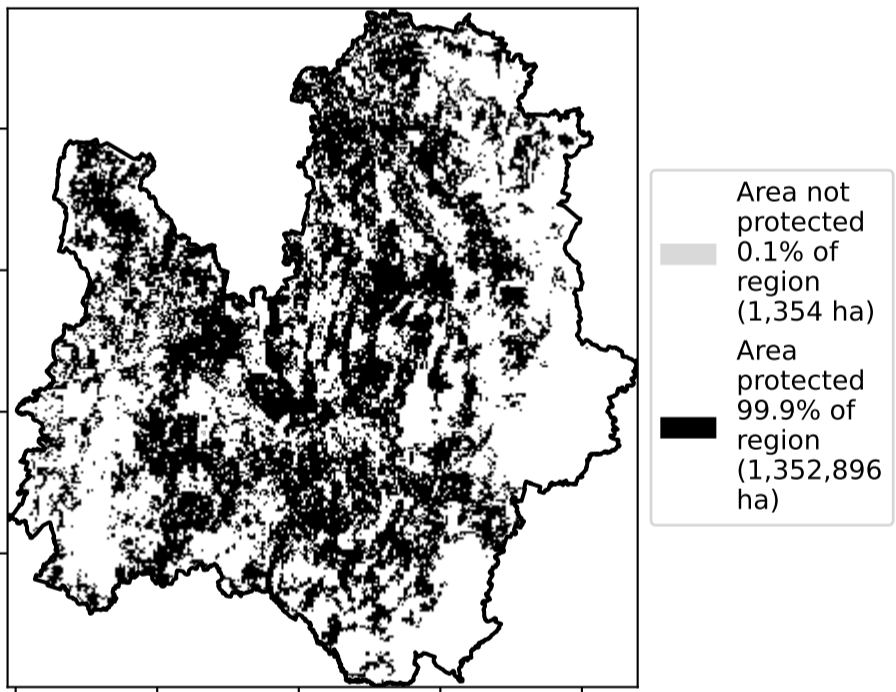 Area not
protected
0.1% of
region
(1,354 ha)
Area
protected
99.9% of
region
(1,352,896
ha)